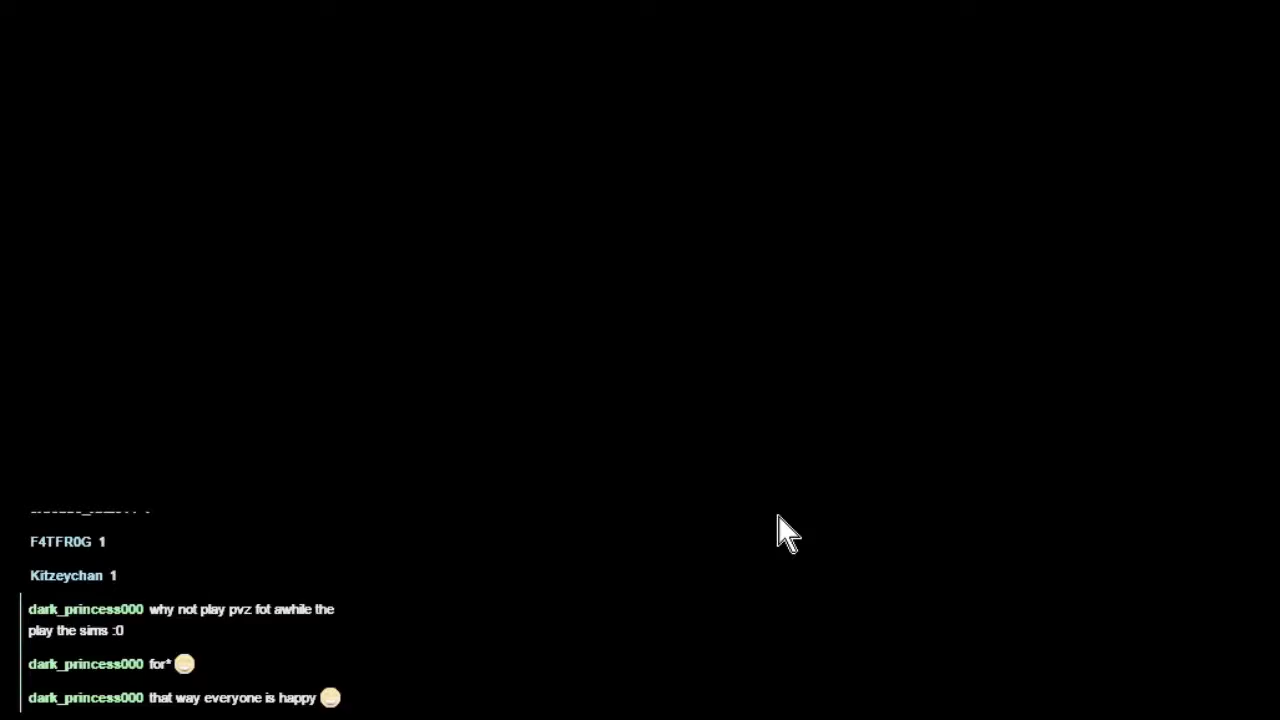 F4TFR0G 1
Kitzeychan 1
dark_princess000 why not play pvz fot awhile the
play the sims :0
dark_princess000 for*
dark_princess000 that way everyone is happy